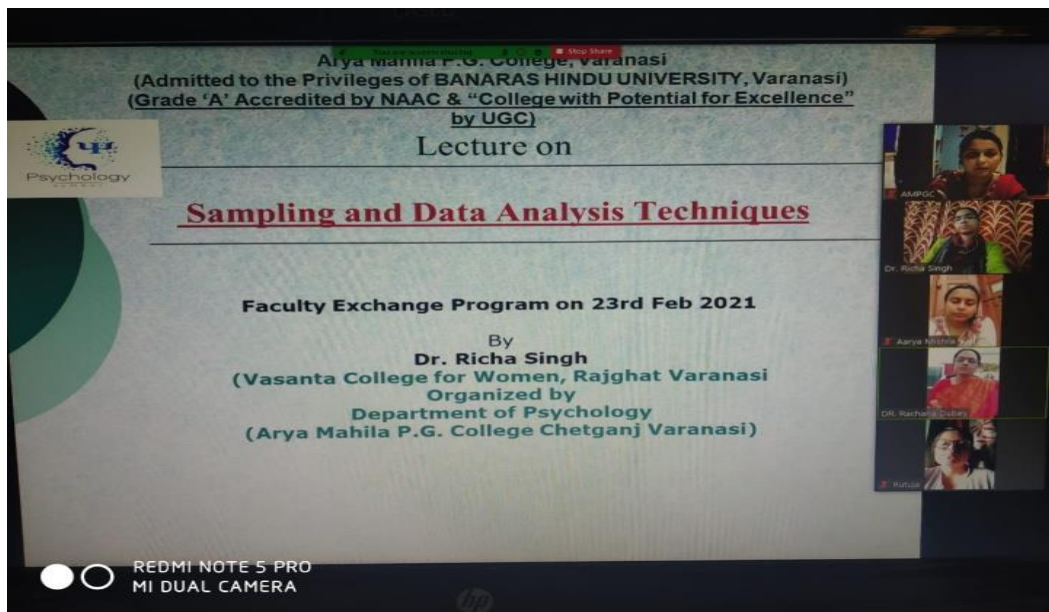 Stop Share
Arya Mahila P.G. College, Varanasi
(Admitted to the Privileges of BANARAS HINDU UNIVERSITY, Varanasi)
(Grade ‘A’ Accredited by NAAC & “College with Potential for Excellence”
by UGC)
Psychology
Lecture on
Sampling and Data Analysis Techniques
Faculty Exchange Program on 23rd Feb 2021
By
Dr. Richa Singh
(Vasanta College for Women, Rajghat Varanasi
Organized by
Department of Psychology
(Arya Mahila P.G. College Chetganj Varanasi)
AMPGC
Dr. Richa Singh
Aarya Mishra
DR. Rachana Dubey
Rutuja
REDMI NOTE 5 PRO
MI DUAL CAMERA
hp